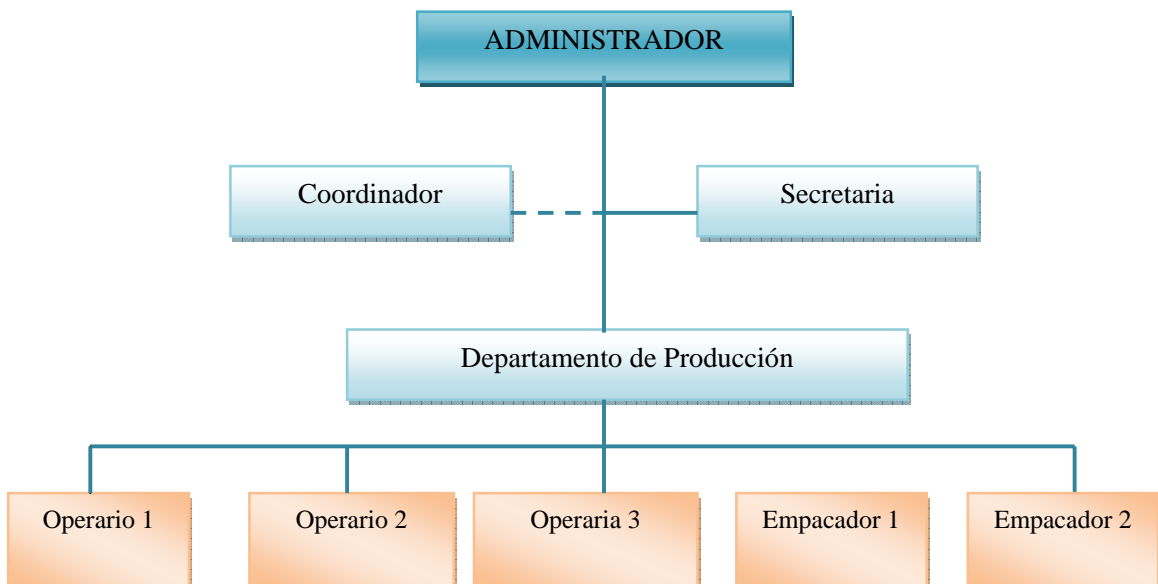 ADMINISTRADOR
Coordinador
Secretaria
Departamento de Producción
Operario 1
Operario 2
Operaria 3
Empacador 1
Empacador 2